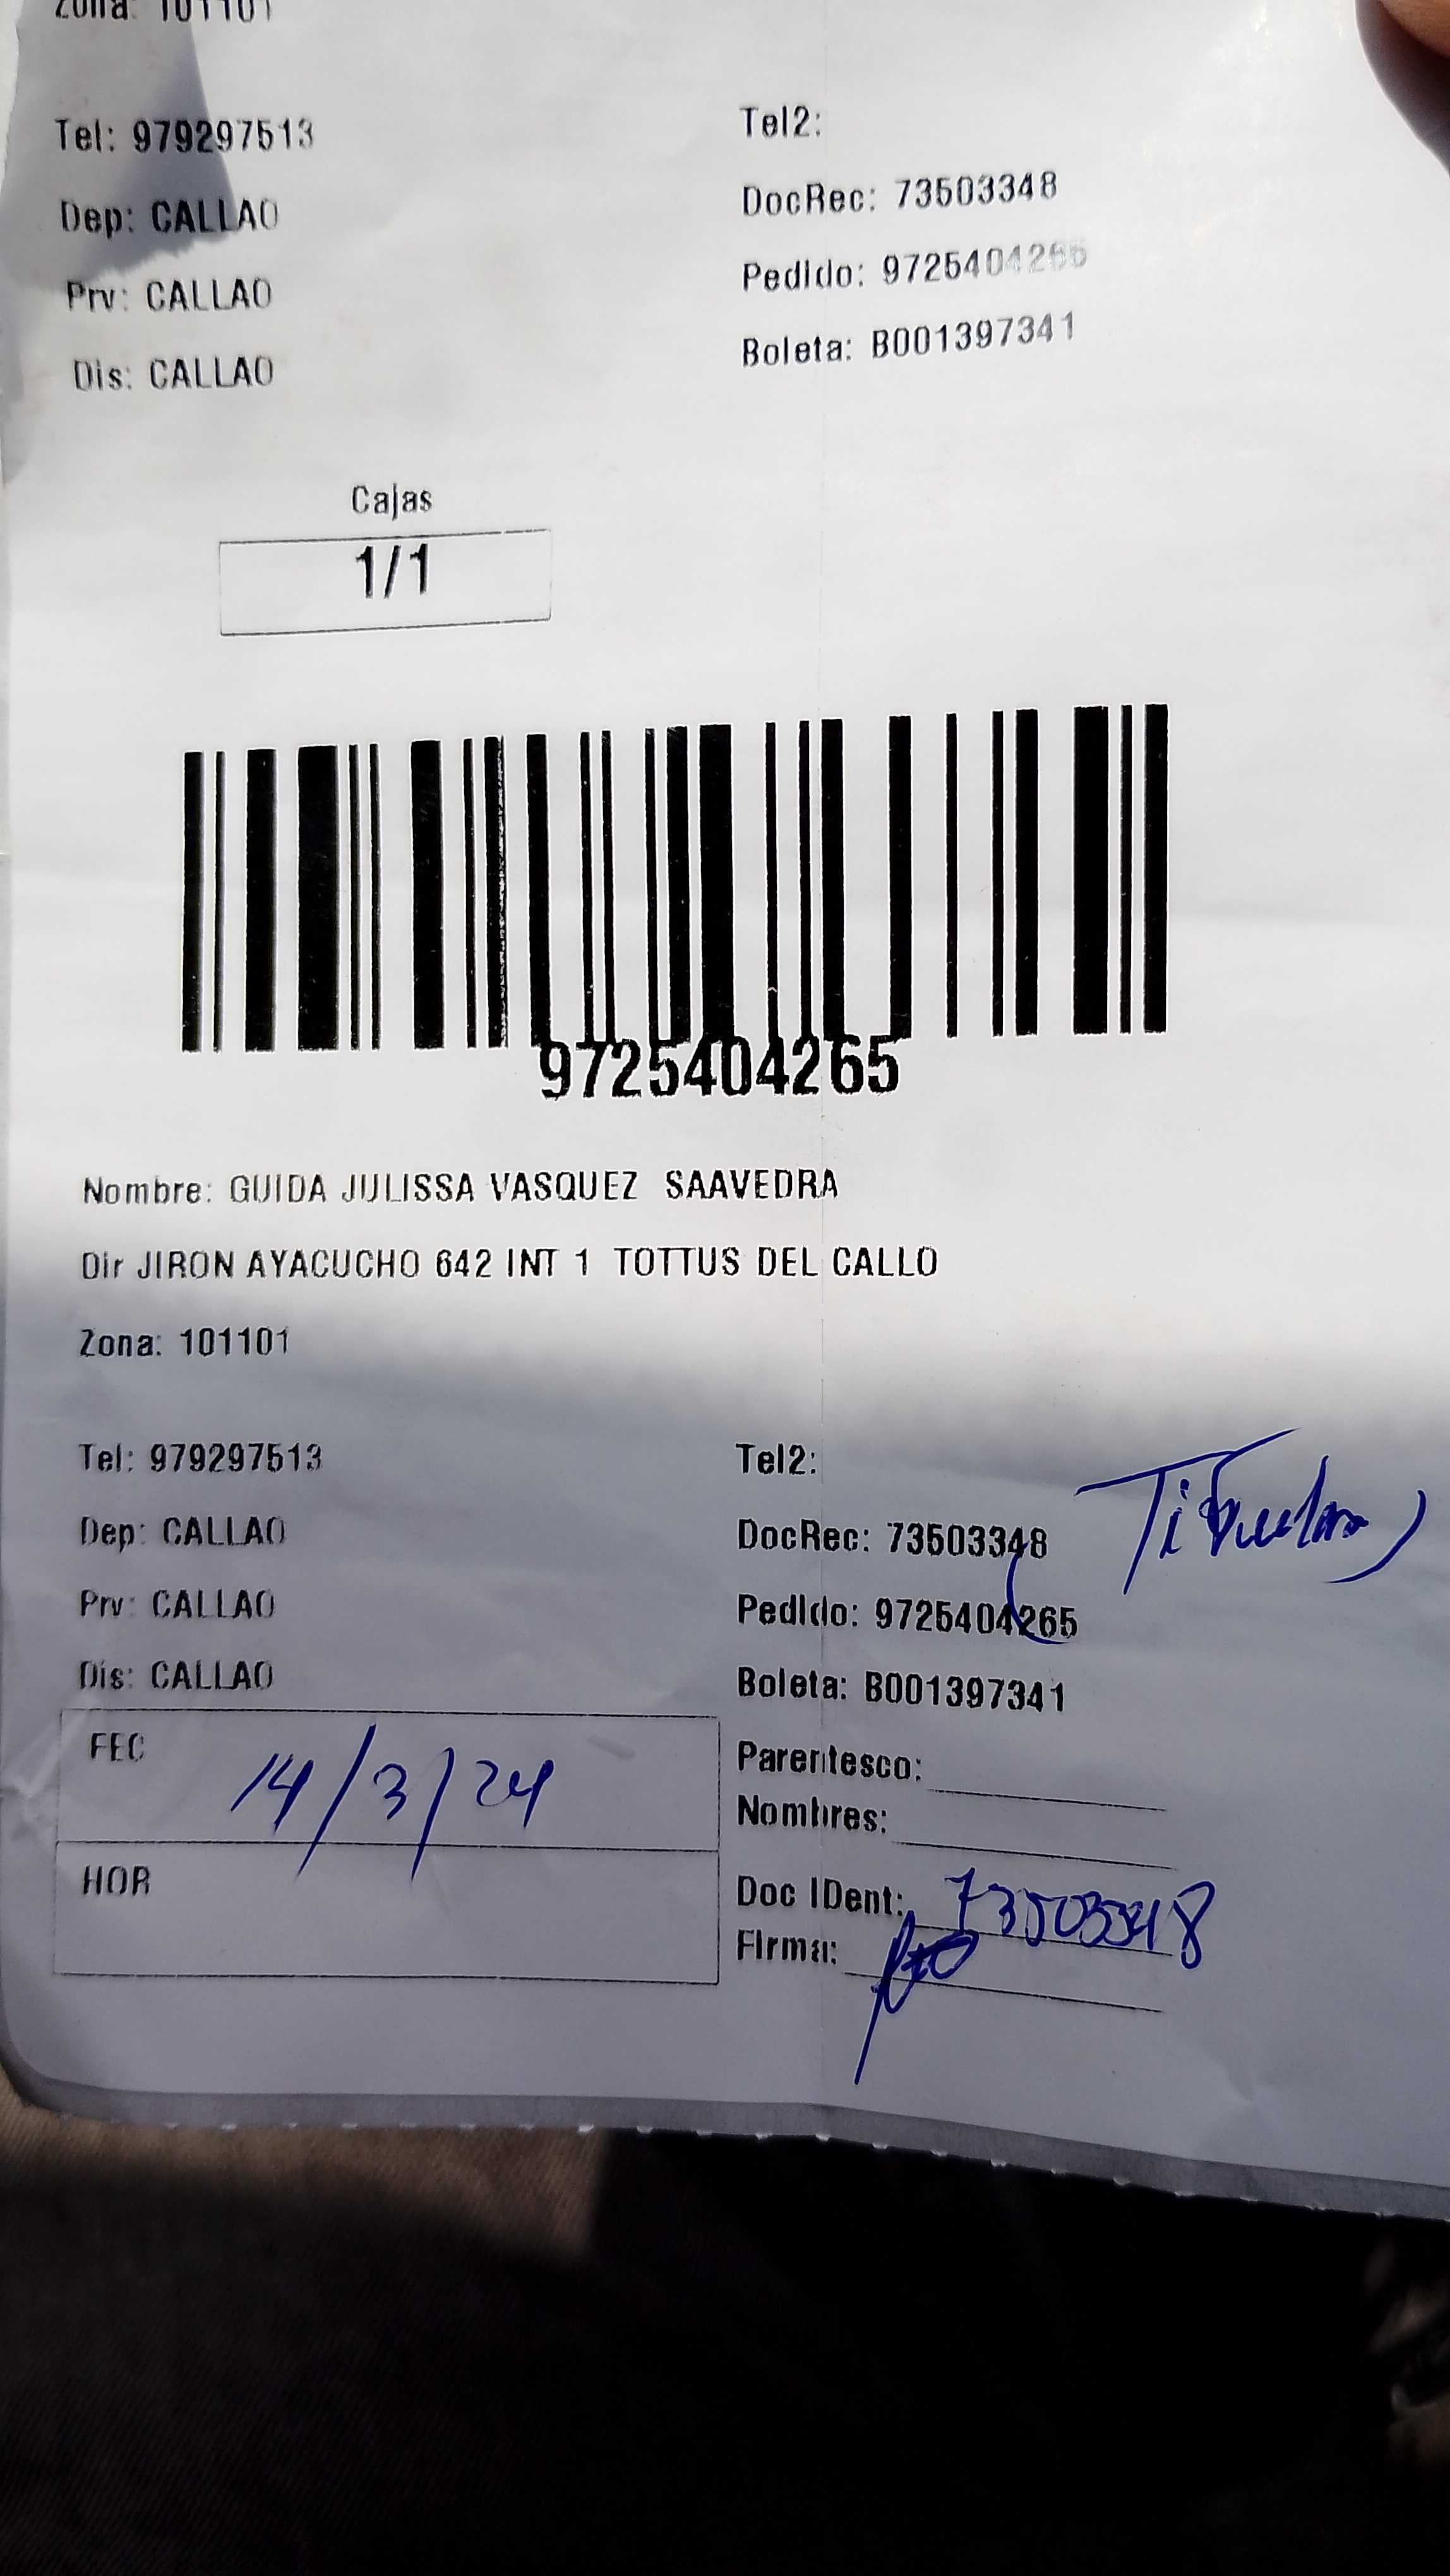 Zona: 101101
Tel: 979297513 Tel2:
Dep: CALLAO DocRec: 73503348
Prv: CALLAO Pedido: 9725404265
Dis: CALLAO Boleta: B001397341
Cajas
1/1
9725404265
Nombre: GUIDA JULISSA VASQUEZ SAAVEDRA
Dir JIRON AYACUCHO 642 INT 1 TOTTUS DEL CALLO
Zona: 101101
Tel: 979297513 Tel2:
Dep: CALLAO DocRec: 73503348
Prv: CALLAO Pedido: 9725404265
Dis: CALLAO Boleta: B001397341
FEC 14/3/24
Parentesco:
Nombres:
HOR
Doc IDent: 73503348
Firma: